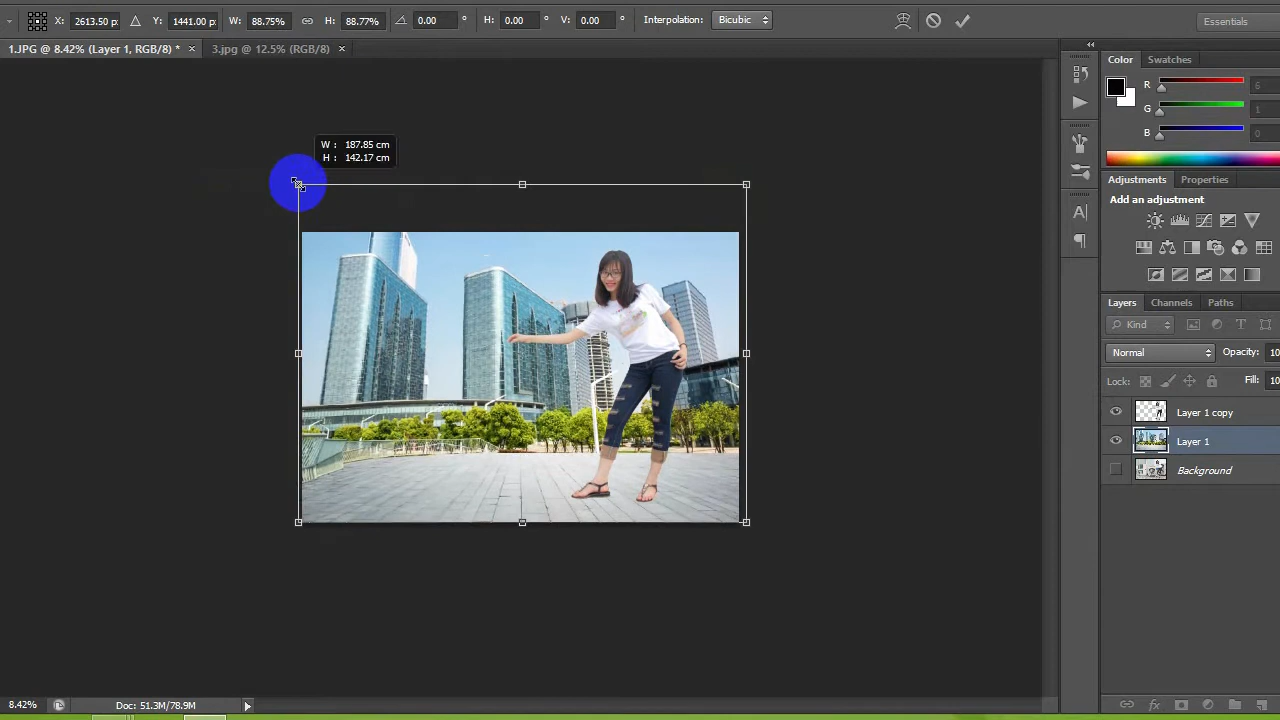 X: 2613.50 p: Y: 1441.00 p: W: 88.75% H: 88.77% 0.00 ° H: 0.00 ° V: 0.00 ° Interpolation: Bicubic Essentials
1.JPG @ 8.42% (Layer 1, RGB/8) * × 3.jpg @ 12.5% (RGB/8) ×
Color Swatches
R 6
G 1
B 0
W : 187.85 cm
H : 142.17 cm
Adjustments Properties
Add an adjustment
Layers Channels Paths
Kind
Normal Opacity: 10
Lock: Fill: 10
Layer 1 copy
Layer 1
Background
8.42% Doc: 51.3M/78.9M